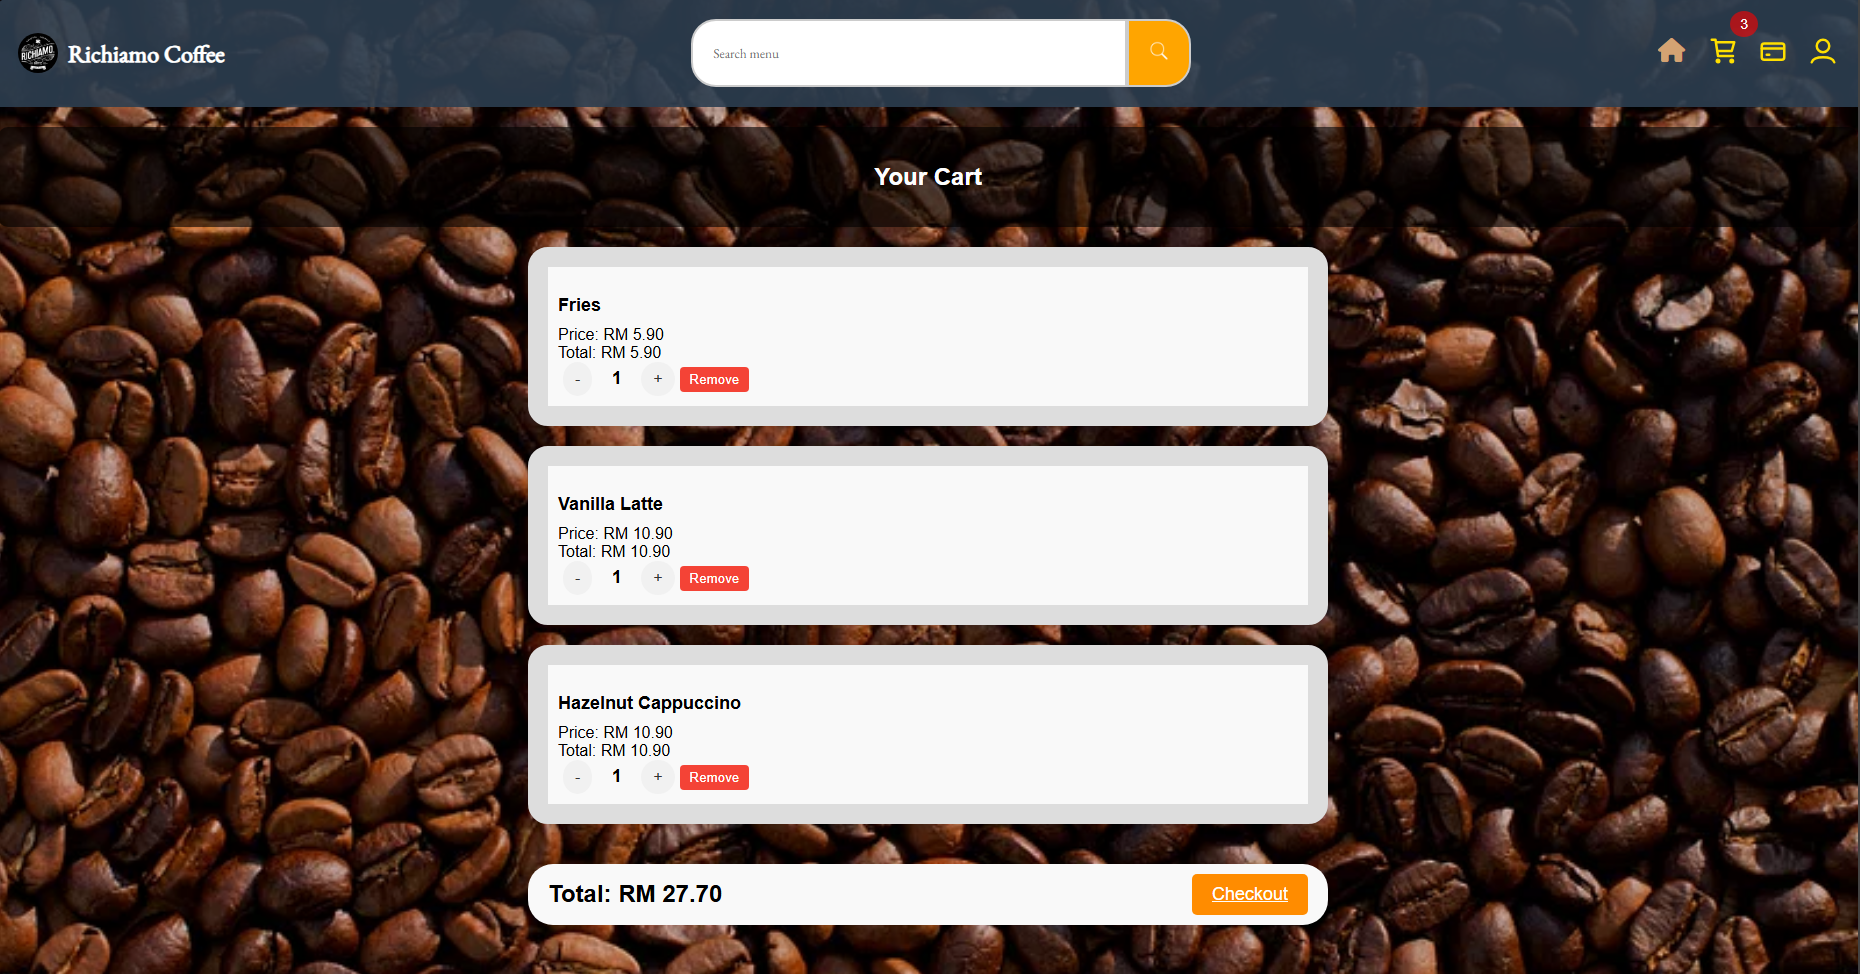 RICHIAMO
Richiamo Coffee
Search menu
3
Your Cart
Fries
Price: RM 5.90
Total: RM 5.90
- 1 + Remove
Vanilla Latte
Price: RM 10.90
Total: RM 10.90
- 1 + Remove
Hazelnut Cappuccino
Price: RM 10.90
Total: RM 10.90
- 1 + Remove
Total: RM 27.70
Checkout